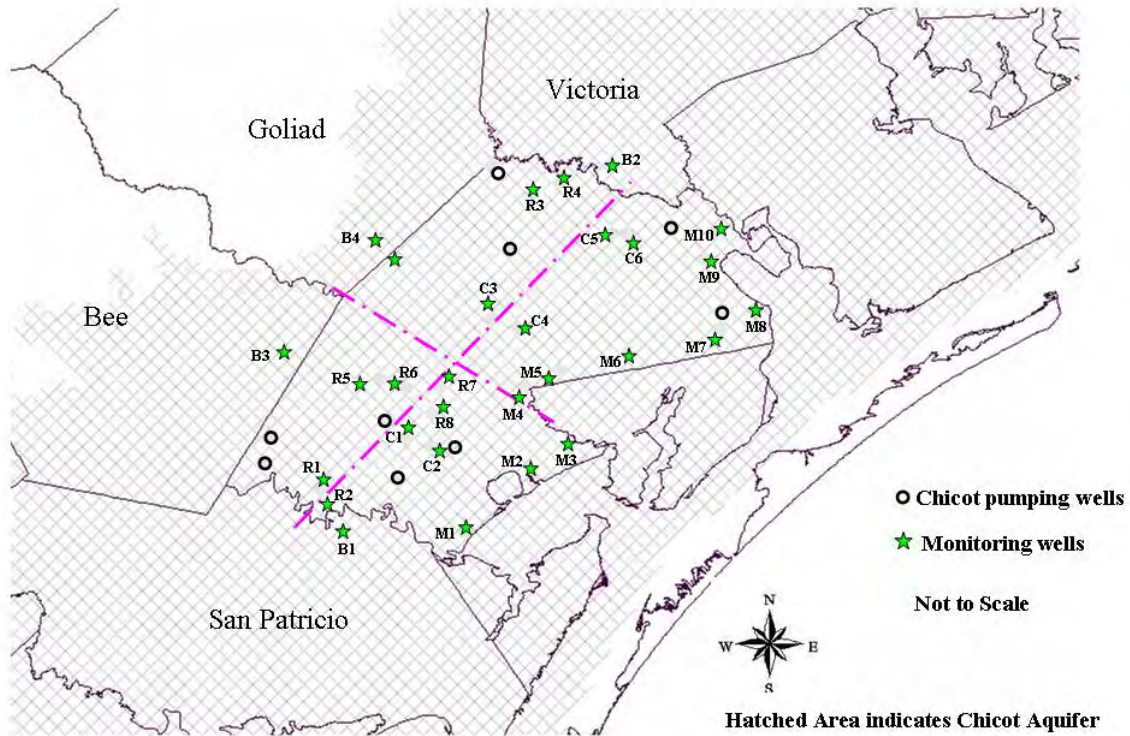 Victoria
Goliad
B2
R4
R3
B4
C5
C6
M10
M9
C3
Bee
C4
M8
B3
M7
M6
R5
R6
R7
M5
M4
R8
C1
C2
M3
M2
R1
R2
Chicot pumping wells
M1
B1
Monitoring wells
Not to Scale
San Patricio
N
W
E
S
Hatched Area indicates Chicot Aquifer